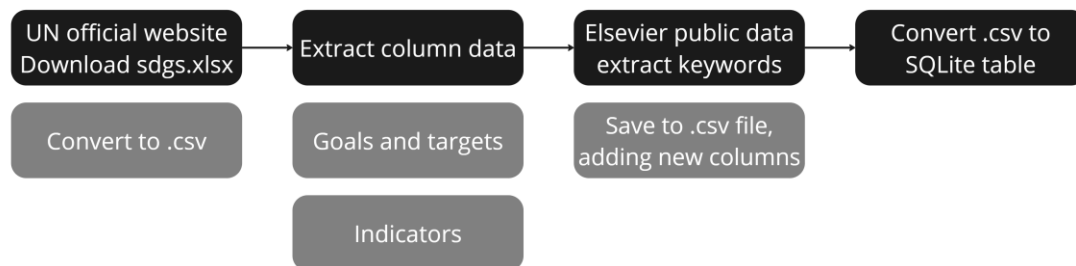 UN official website
Download sdgs.xlsx
Convert to .csv
Extract column data
Goals and targets
Indicators
Elsevier public data
extract keywords
Save to .csv file,
adding new columns
Convert .csv to
SQLite table